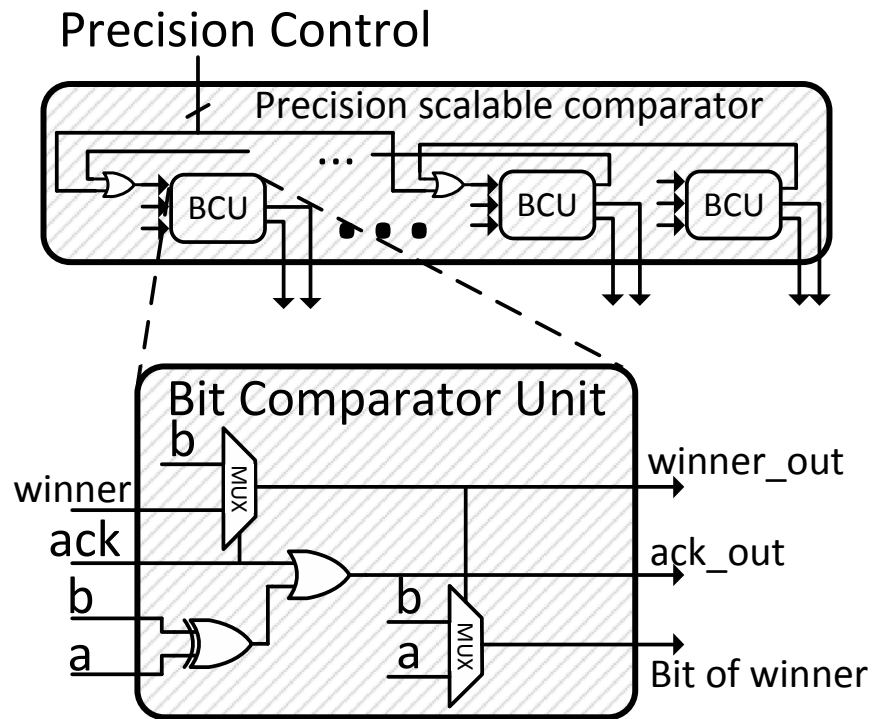 Precision Control
Precision scalable comparator
...
BCU
BCU
BCU
Bit Comparator Unit
b
MUX
winner
winner_out
ack
ack_out
b
b
MUX
a
a
Bit of winner